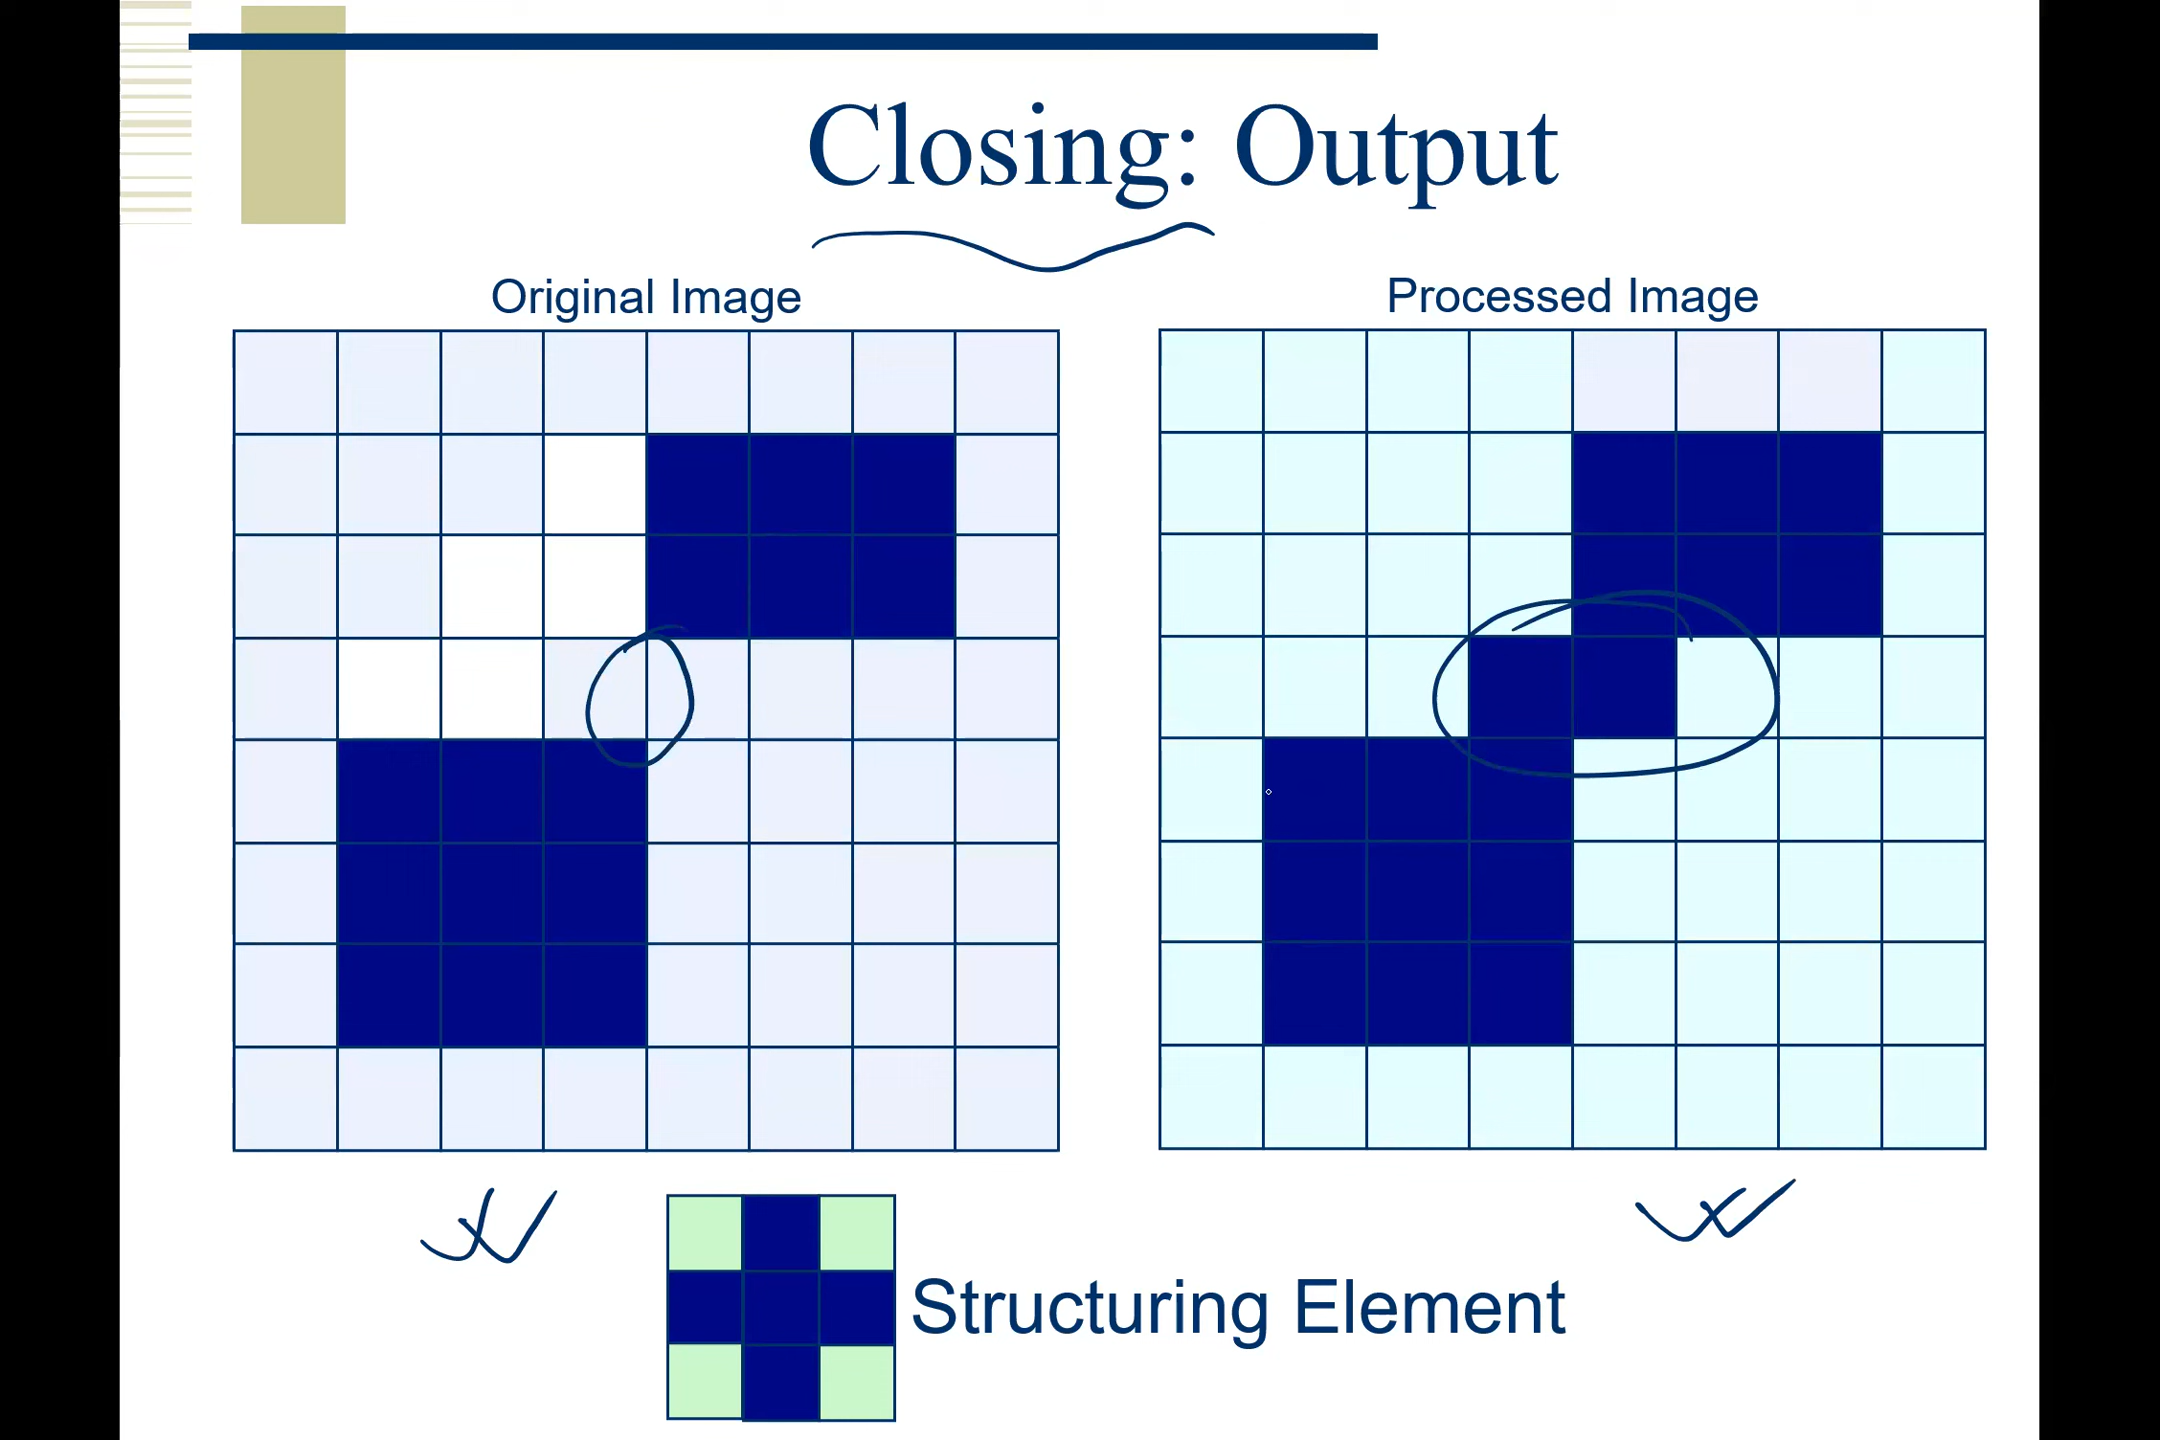 Closing: Output
Original Image
Processed Image
Structuring Element